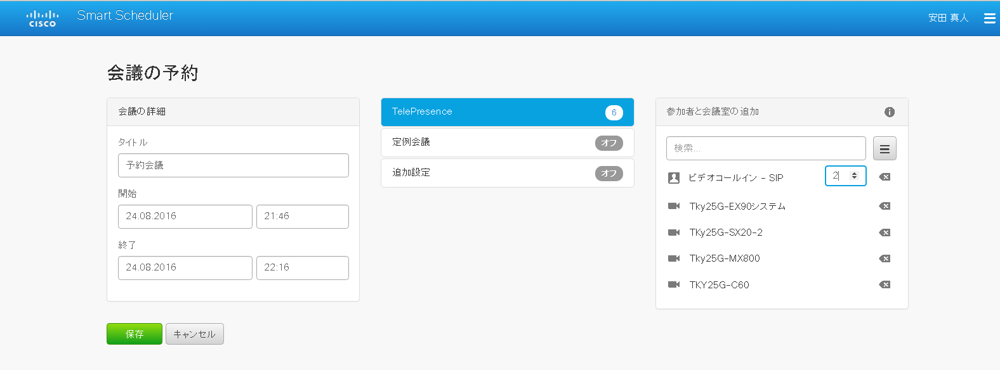 CISCO
Smart Scheduler
安田 真人
会議の予約
会議の詳細
タイトル
予約会議
開始
24.08.2016
21:46
終了
24.08.2016
22:16
保存
キャンセル
TelePresence
6
定例会議
オフ
追加設定
オフ
参加者と会議室の追加
検索...
ビデオコールイン - SIP
2
Tky25G-EX90システム
TKy25G-SX20-2
Tky25G-MX800
TKY25G-C60